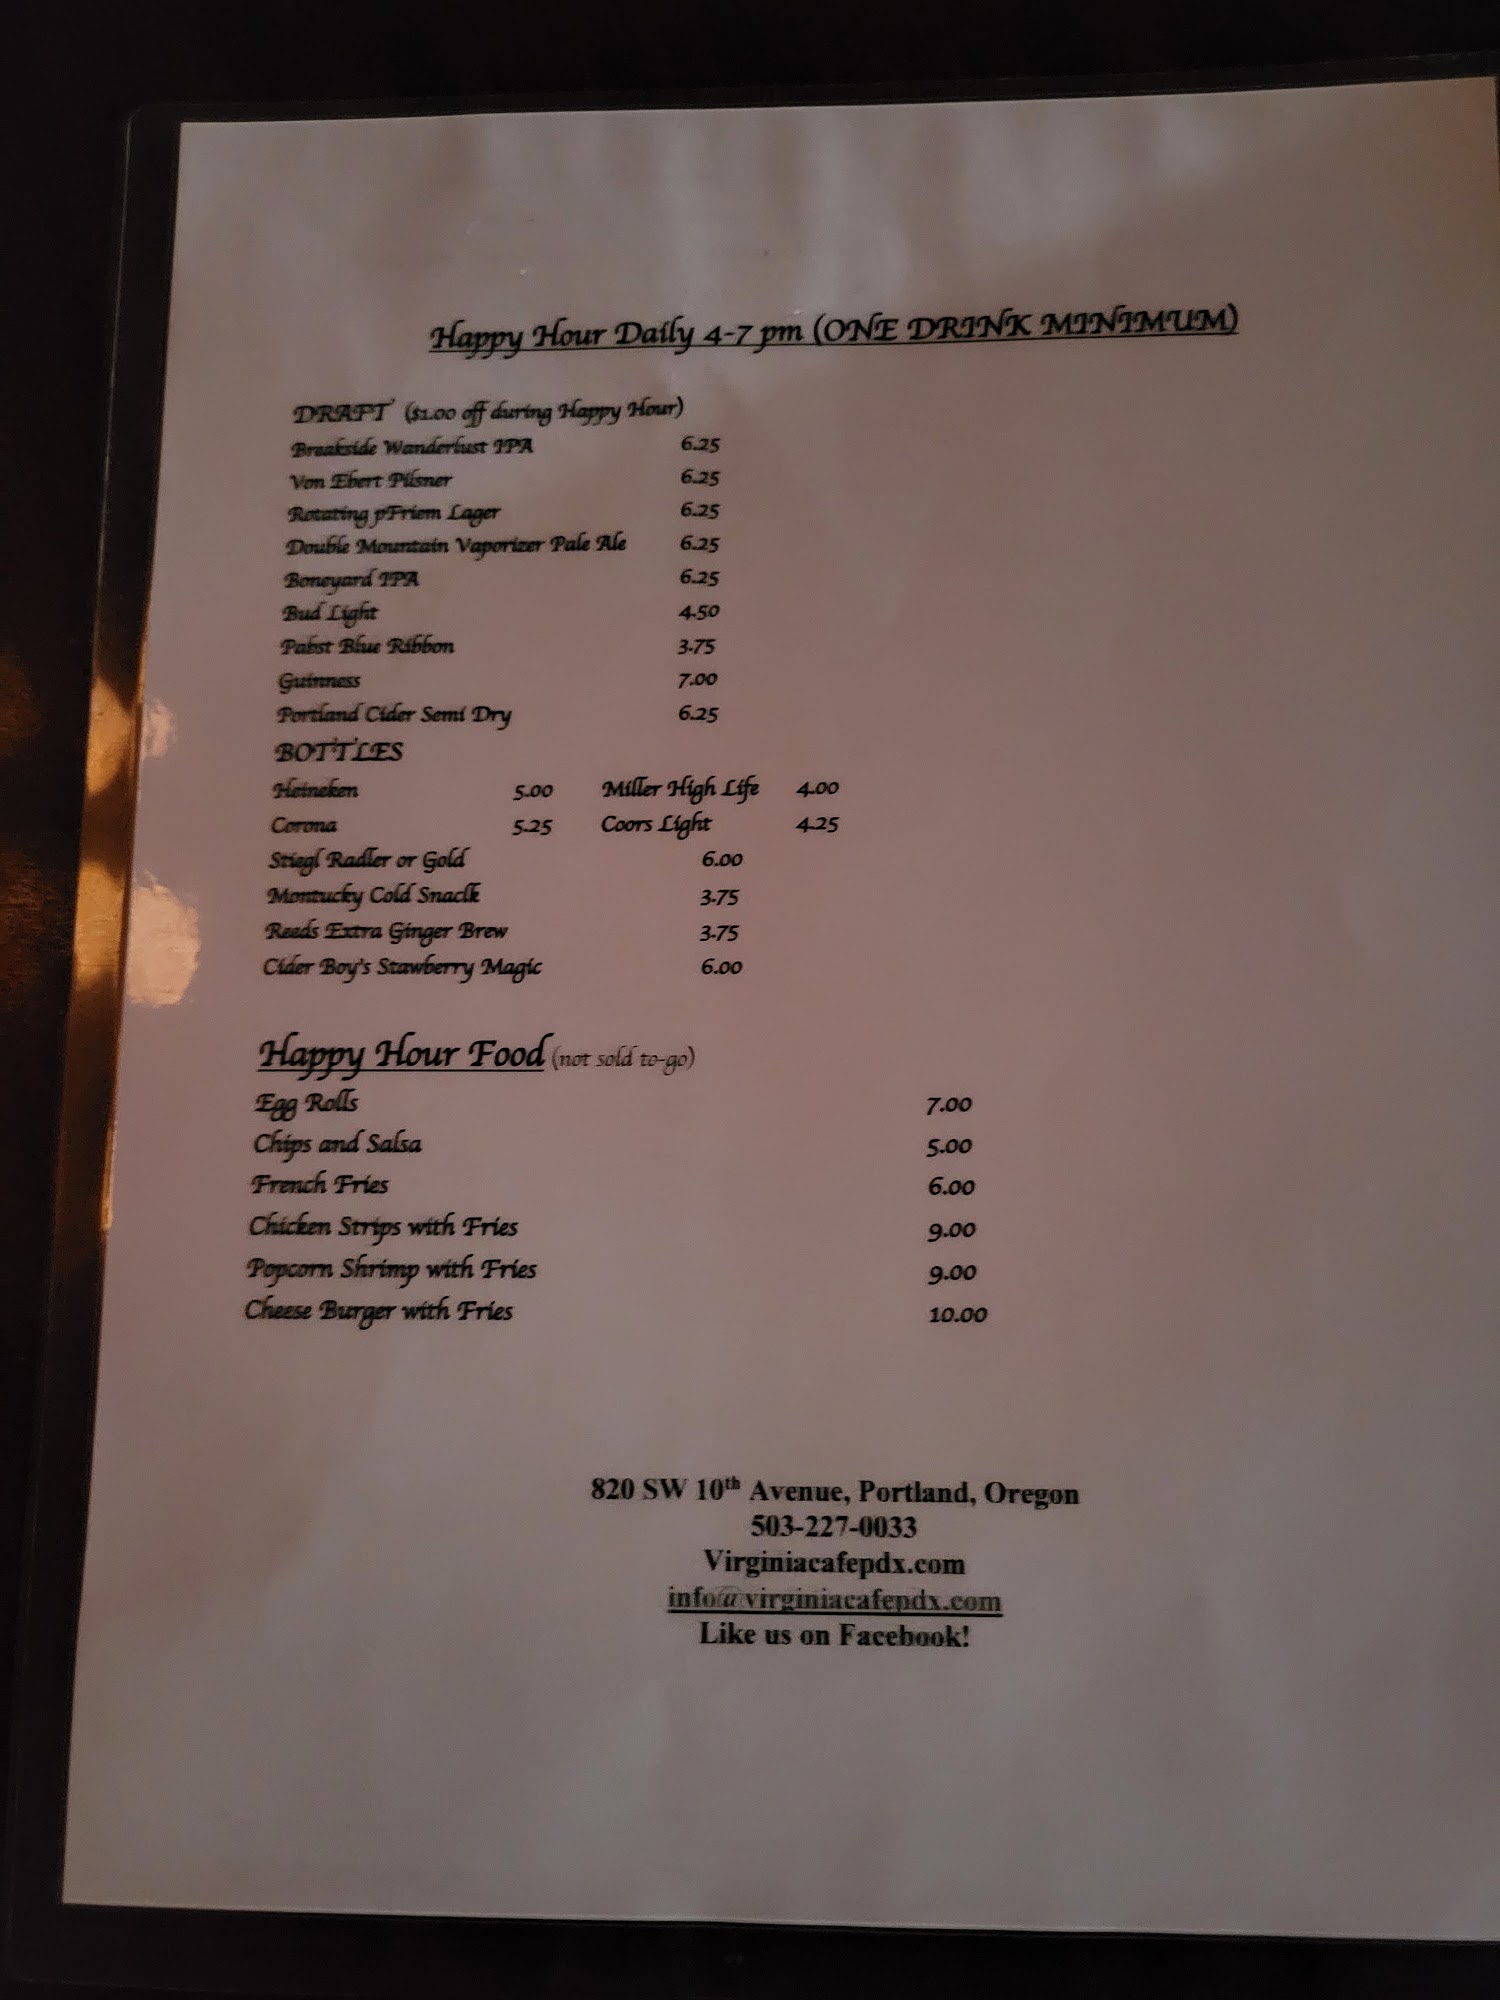 Happy Hour Daily 4-7 pm (ONE DRINK MINIMUM)
DRAFT ($1.00 off during Happy Hour)
Breakside Wanderlust IPA 6.25
Von Ebert Pilsner 6.25
Rotating pFriem Lager 6.25
Double Mountain Vaporizer Pale Ale 6.25
Boneyard IPA 6.25
Bud Light 4.50
Pabst Blue Ribbon 3.75
Guinness 7.00
Portland Cider Semi Dry 6.25
BOTTLES
Heineken 5.00 Miller High Life 4.00
Corona 5.25 Coors Light 4.25
Stiegl Radler or Gold 6.00
Montucky Cold Snaclk 3.75
Reeds Extra Ginger Brew 3.75
Cider Boy's Stawberry Magic 6.00
Happy Hour Food (not sold to-go)
Egg Rolls 7.00
Chips and Salsa 5.00
French Fries 6.00
Chicken Strips with Fries 9.00
Popcorn Shrimp with Fries 9.00
Cheese Burger with Fries 10.00
820 SW 10th Avenue, Portland, Oregon
503-227-0033
Virginiacafepdx.com
info@virginiacafepdx.com
Like us on Facebook!